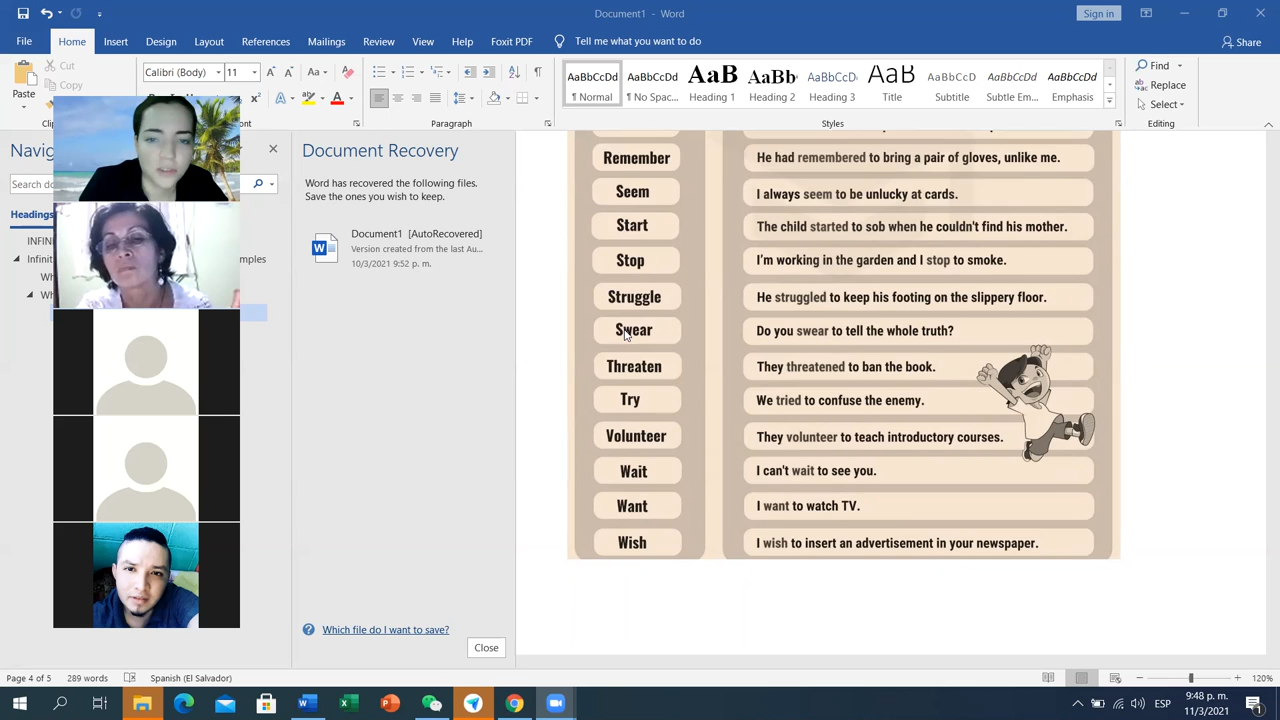 Document1 - Word
Sign in
File Home Insert Design Layout References Mailings Review View Help Foxit PDF Tell me what you want to do Share
Cut
Copy
Paste
Calibri (Body) 11
Aa
AaBbCcDd AaBbCcDd AaB AaBb AaBbCcD AaB AaBbCcD AaBbCcDd AaBbCcDd
¶ Normal ¶ No Spac... Heading 1 Heading 2 Heading 3 Title Subtitle Subtle Em... Emphasis
Find
Replace
Select
Paragraph Styles Editing
Document Recovery
Word has recovered the following files.
Save the ones you wish to keep.
Document1 [AutoRecovered]
Version created from the last Au...
10/3/2021 9:52 p. m.
Which file do I want to save?
Close
Search do
Headings
Remember He had remembered to bring a pair of gloves, unlike me.
Seem I always seem to be unlucky at cards.
Start The child started to sob when he couldn't find his mother.
Stop I'm working in the garden and I stop to smoke.
Struggle He struggled to keep his footing on the slippery floor.
Swear Do you swear to tell the whole truth?
Threaten They threatened to ban the book.
Try We tried to confuse the enemy.
Volunteer They volunteer to teach introductory courses.
Wait I can't wait to see you.
Want I want to watch TV.
Wish I wish to insert an advertisement in your newspaper.
Page 4 of 5 289 words Spanish (El Salvador) 120%
ESP 9:48 p. m.
11/3/2021